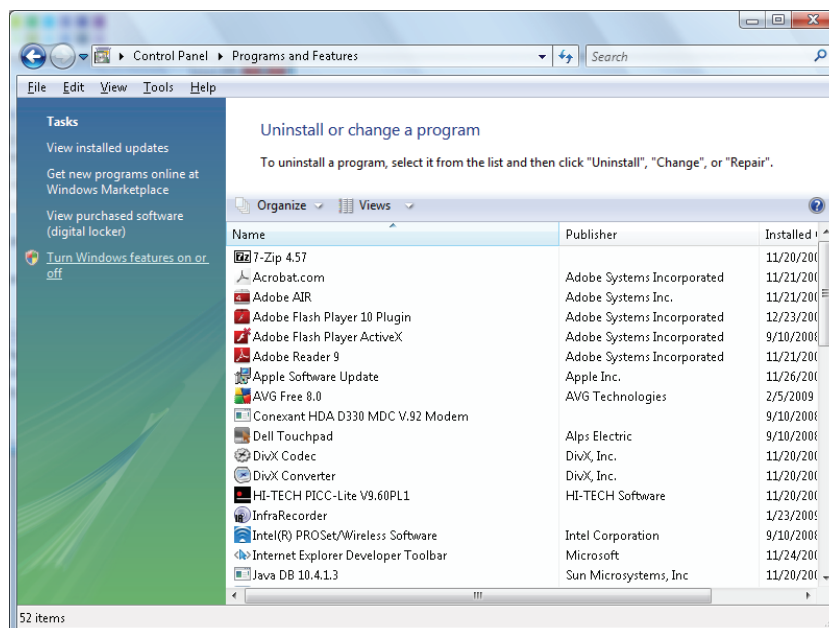 Control Panel Programs and Features
Search
File Edit View Tools Help
Tasks
View installed updates
Get new programs online at
Windows Marketplace
View purchased software
(digital locker)
Turn Windows features on or
off
Uninstall or change a program
To uninstall a program, select it from the list and then click "Uninstall", "Change", or "Repair".
Organize Views
Name Publisher Installed
7-Zip 4.57 11/20/200
Acrobat.com Adobe Systems Incorporated 11/21/200
Adobe AIR Adobe Systems Inc. 11/21/200
Adobe Flash Player 10 Plugin Adobe Systems Incorporated 12/23/200
Adobe Flash Player ActiveX Adobe Systems Incorporated 9/10/2008
Adobe Reader 9 Adobe Systems Incorporated 11/21/200
Apple Software Update Apple Inc. 11/26/200
AVG Free 8.0 AVG Technologies 2/5/2009
Conexant HDA D330 MDC V.92 Modem 9/10/2008
Dell Touchpad Alps Electric 9/10/2008
DivX Codec DivX, Inc. 11/20/200
DivX Converter DivX, Inc. 11/20/200
HI-TECH PICC-Lite V9.60PL1 HI-TECH Software 11/20/200
InfraRecorder 1/23/2009
Intel(R) PROSet/Wireless Software Intel Corporation 9/10/2008
Internet Explorer Developer Toolbar Microsoft 11/24/200
Java DB 10.4.1.3 Sun Microsystems, Inc 11/20/200
52 items